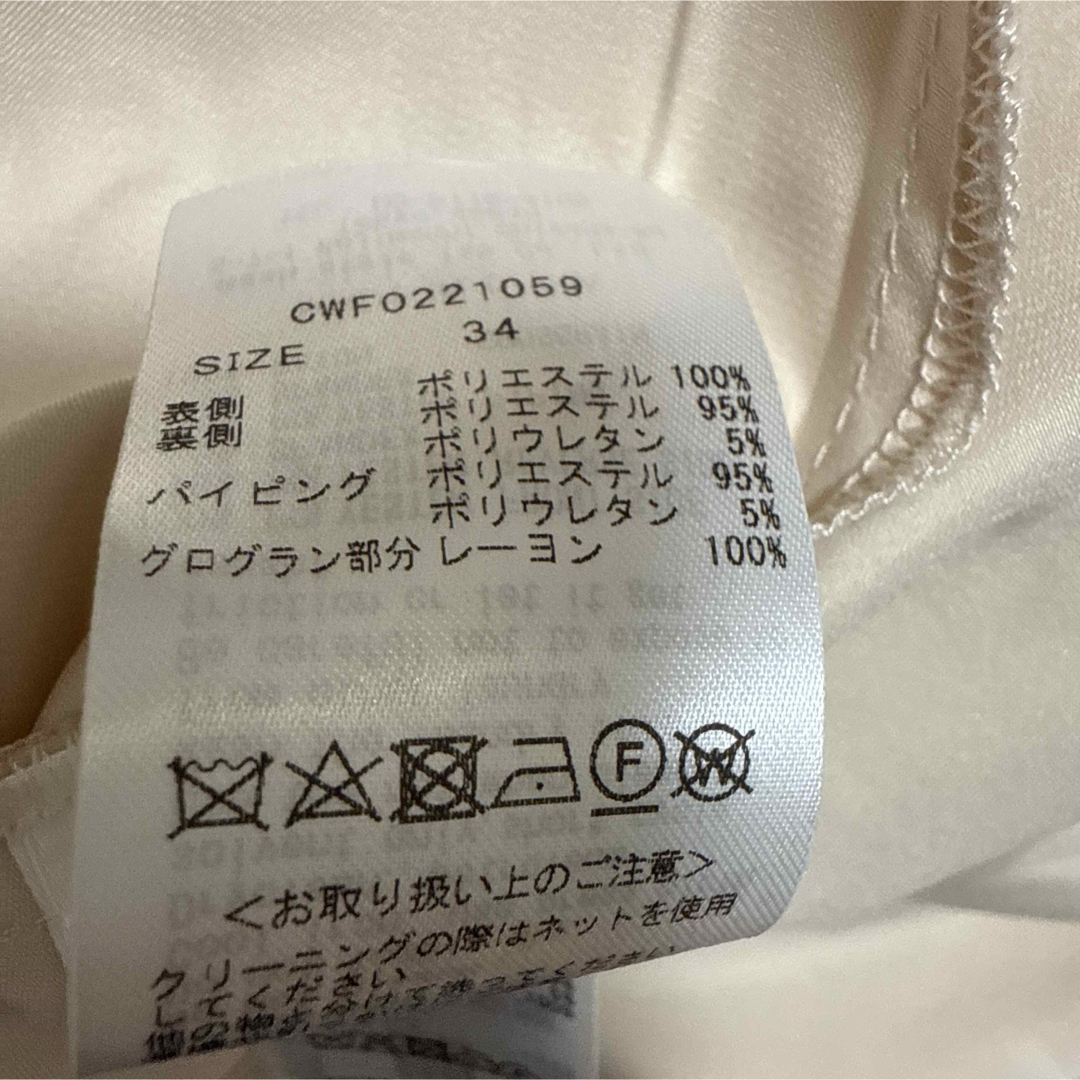 CWF0221059
SIZE 34
表側 ポリエステル 100%
裏側 ポリエステル 95%
ポリウレタン 5%
パイピング ポリエステル 95%
ポリウレタン 5%
グログラン部分 レーヨン 100%
F W
<お取り扱い上のご注意>
クリーニングの際はネットを使用
してください